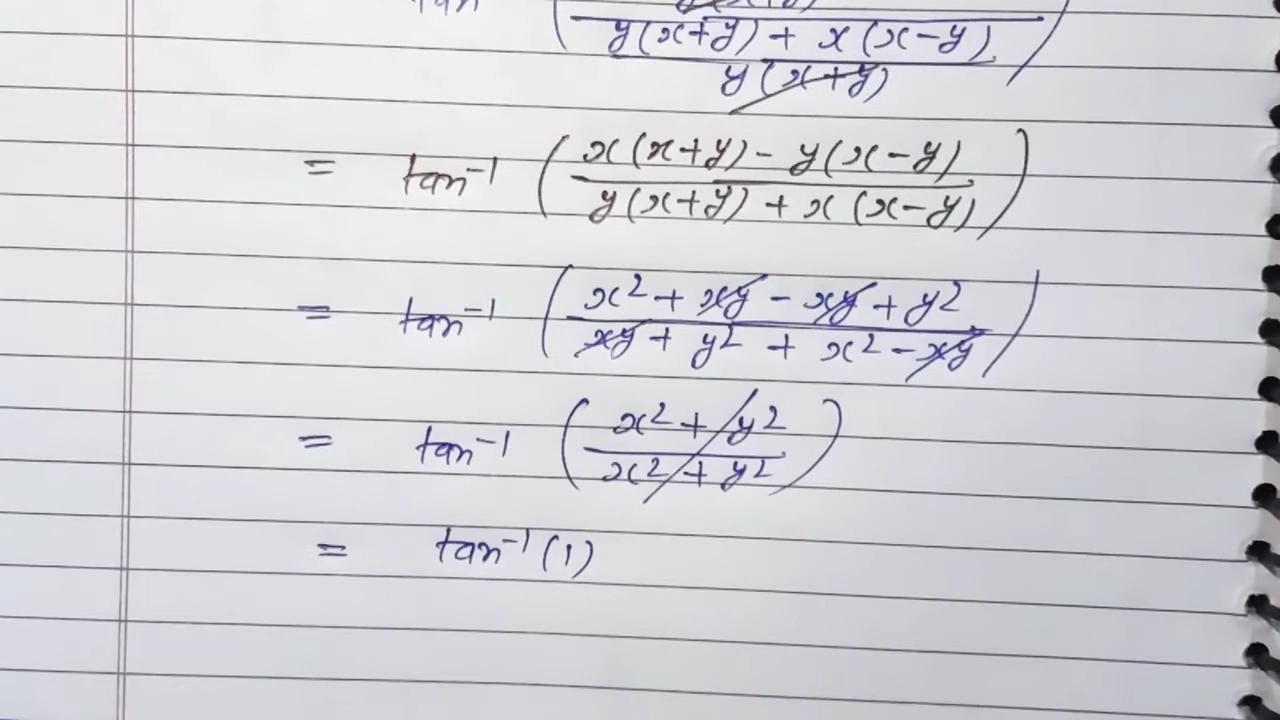 tan
y(x+y) + x(x-y)
y(x+y)
= tan⁻¹ ( x(x+y) - y(x-y) / y(x+y) + x(x-y) )
= tan⁻¹ ( x² + xy - xy + y² / xy + y² + x² - xy )
= tan⁻¹ ( x² + y² / x² + y² )
= tan⁻¹ (1)